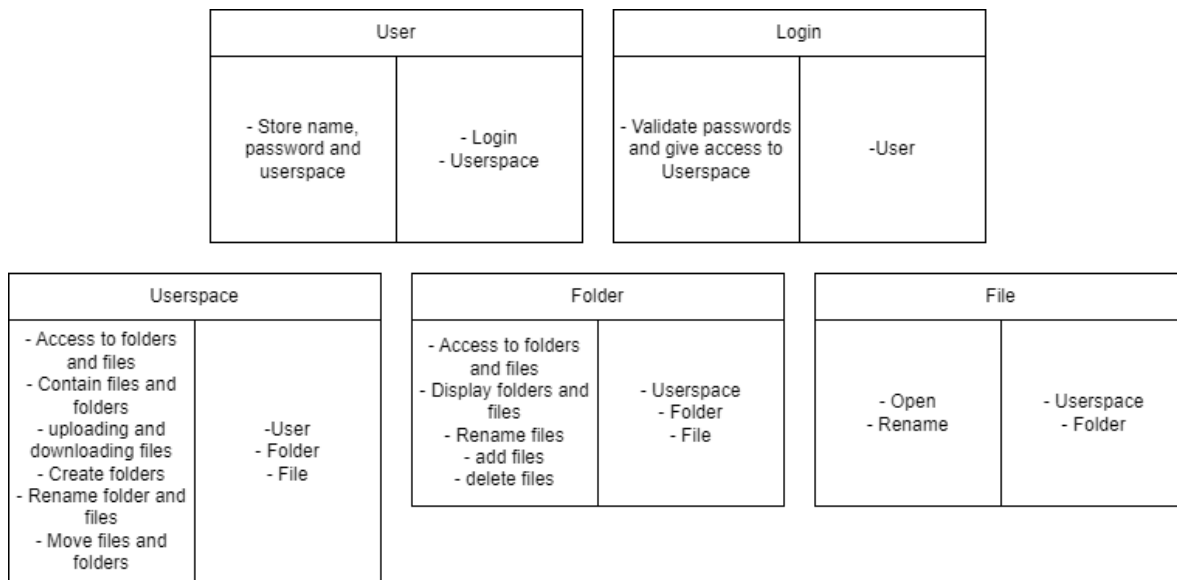 User
- Store name,
password and
userspace
- Login
- Userspace
Login
- Validate passwords
and give access to
Userspace
-User
Userspace
- Access to folders
and files
- Contain files and
folders
- uploading and
downloading files
- Create folders
- Rename folder and
files
- Move files and
folders
-User
- Folder
- File
Folder
- Access to folders
and files
- Display folders and
files
- Rename files
- add files
- delete files
- Userspace
- Folder
- File
File
- Open
- Rename
- Userspace
- Folder